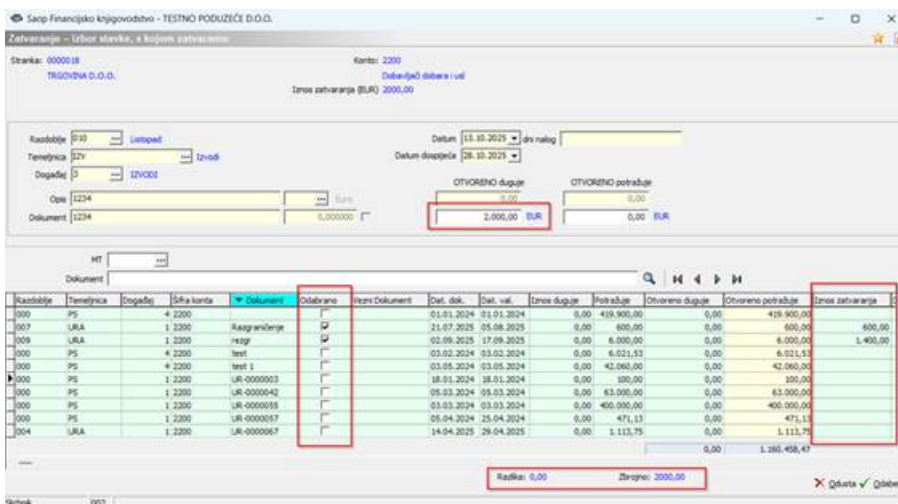 Saop Financijsko knjigovodstvo - TESTNO PODUZEĆE D.O.O.
Zatvaranje - izbor stavke, s kojom zatvaramo
Stranka: 0000018 Konto: 2200
TRGOVINA D.O.O. Dobavljači dobara i usl
Iznos zatvaranja (EUR) 2000,00
Razdoblje 010 Listopad Datum 13.10.2025 dni nalog
Temeljnica IZV Izvodi Datum dospijeća 28.10.2025
Događaj 3 IZVODI
OTVORENO duguje OTVORENO potražuje
Opis 1234 Euro 0,00 0,00
Dokument 1234 0,000000 2.000,00 EUR 0,00 EUR
MT
Dokument
Razdoblje Temeljnica Događaj Šifra konta Dokument Odabrano Vezni Dokument Dat. dok. Dat. val. Iznos duguje Potražuje Otvoreno duguje Otvoreno potražuje Iznos zatvaranja
000 PS 4 2200 01.01.2024 01.01.2024 0,00 419.900,00 0,00 419.900,00
007 URA 1 2200 Razgraničenje 21.07.2025 05.08.2025 0,00 600,00 0,00 600,00 600,00
009 URA 1 2200 rezgr 02.09.2025 17.09.2025 0,00 6.000,00 0,00 6.000,00 1.400,00
000 PS 4 2200 test 03.02.2024 03.02.2024 0,00 6.021,53 0,00 6.021,53
000 PS 4 2200 test 1 03.05.2024 03.05.2024 0,00 42.060,00 0,00 42.060,00
000 PS 1 2200 UR-0000003 18.01.2024 18.01.2024 0,00 100,00 0,00 100,00
000 PS 1 2200 UR-0000042 05.03.2024 05.03.2024 0,00 63.000,00 0,00 63.000,00
000 PS 1 2200 UR-0000055 03.03.2024 03.03.2024 0,00 400.000,00 0,00 400.000,00
000 PS 1 2200 UR-0000057 05.04.2024 25.04.2024 0,00 471,13 0,00 471,13
004 URA 1 2200 UR-0000067 14.04.2025 29.04.2025 0,00 1.113,75 0,00 1.113,75
0,00 1.160.458,47
Razlika: 0,00 Zbrojno: 2000,00
Odusta Odabe
002